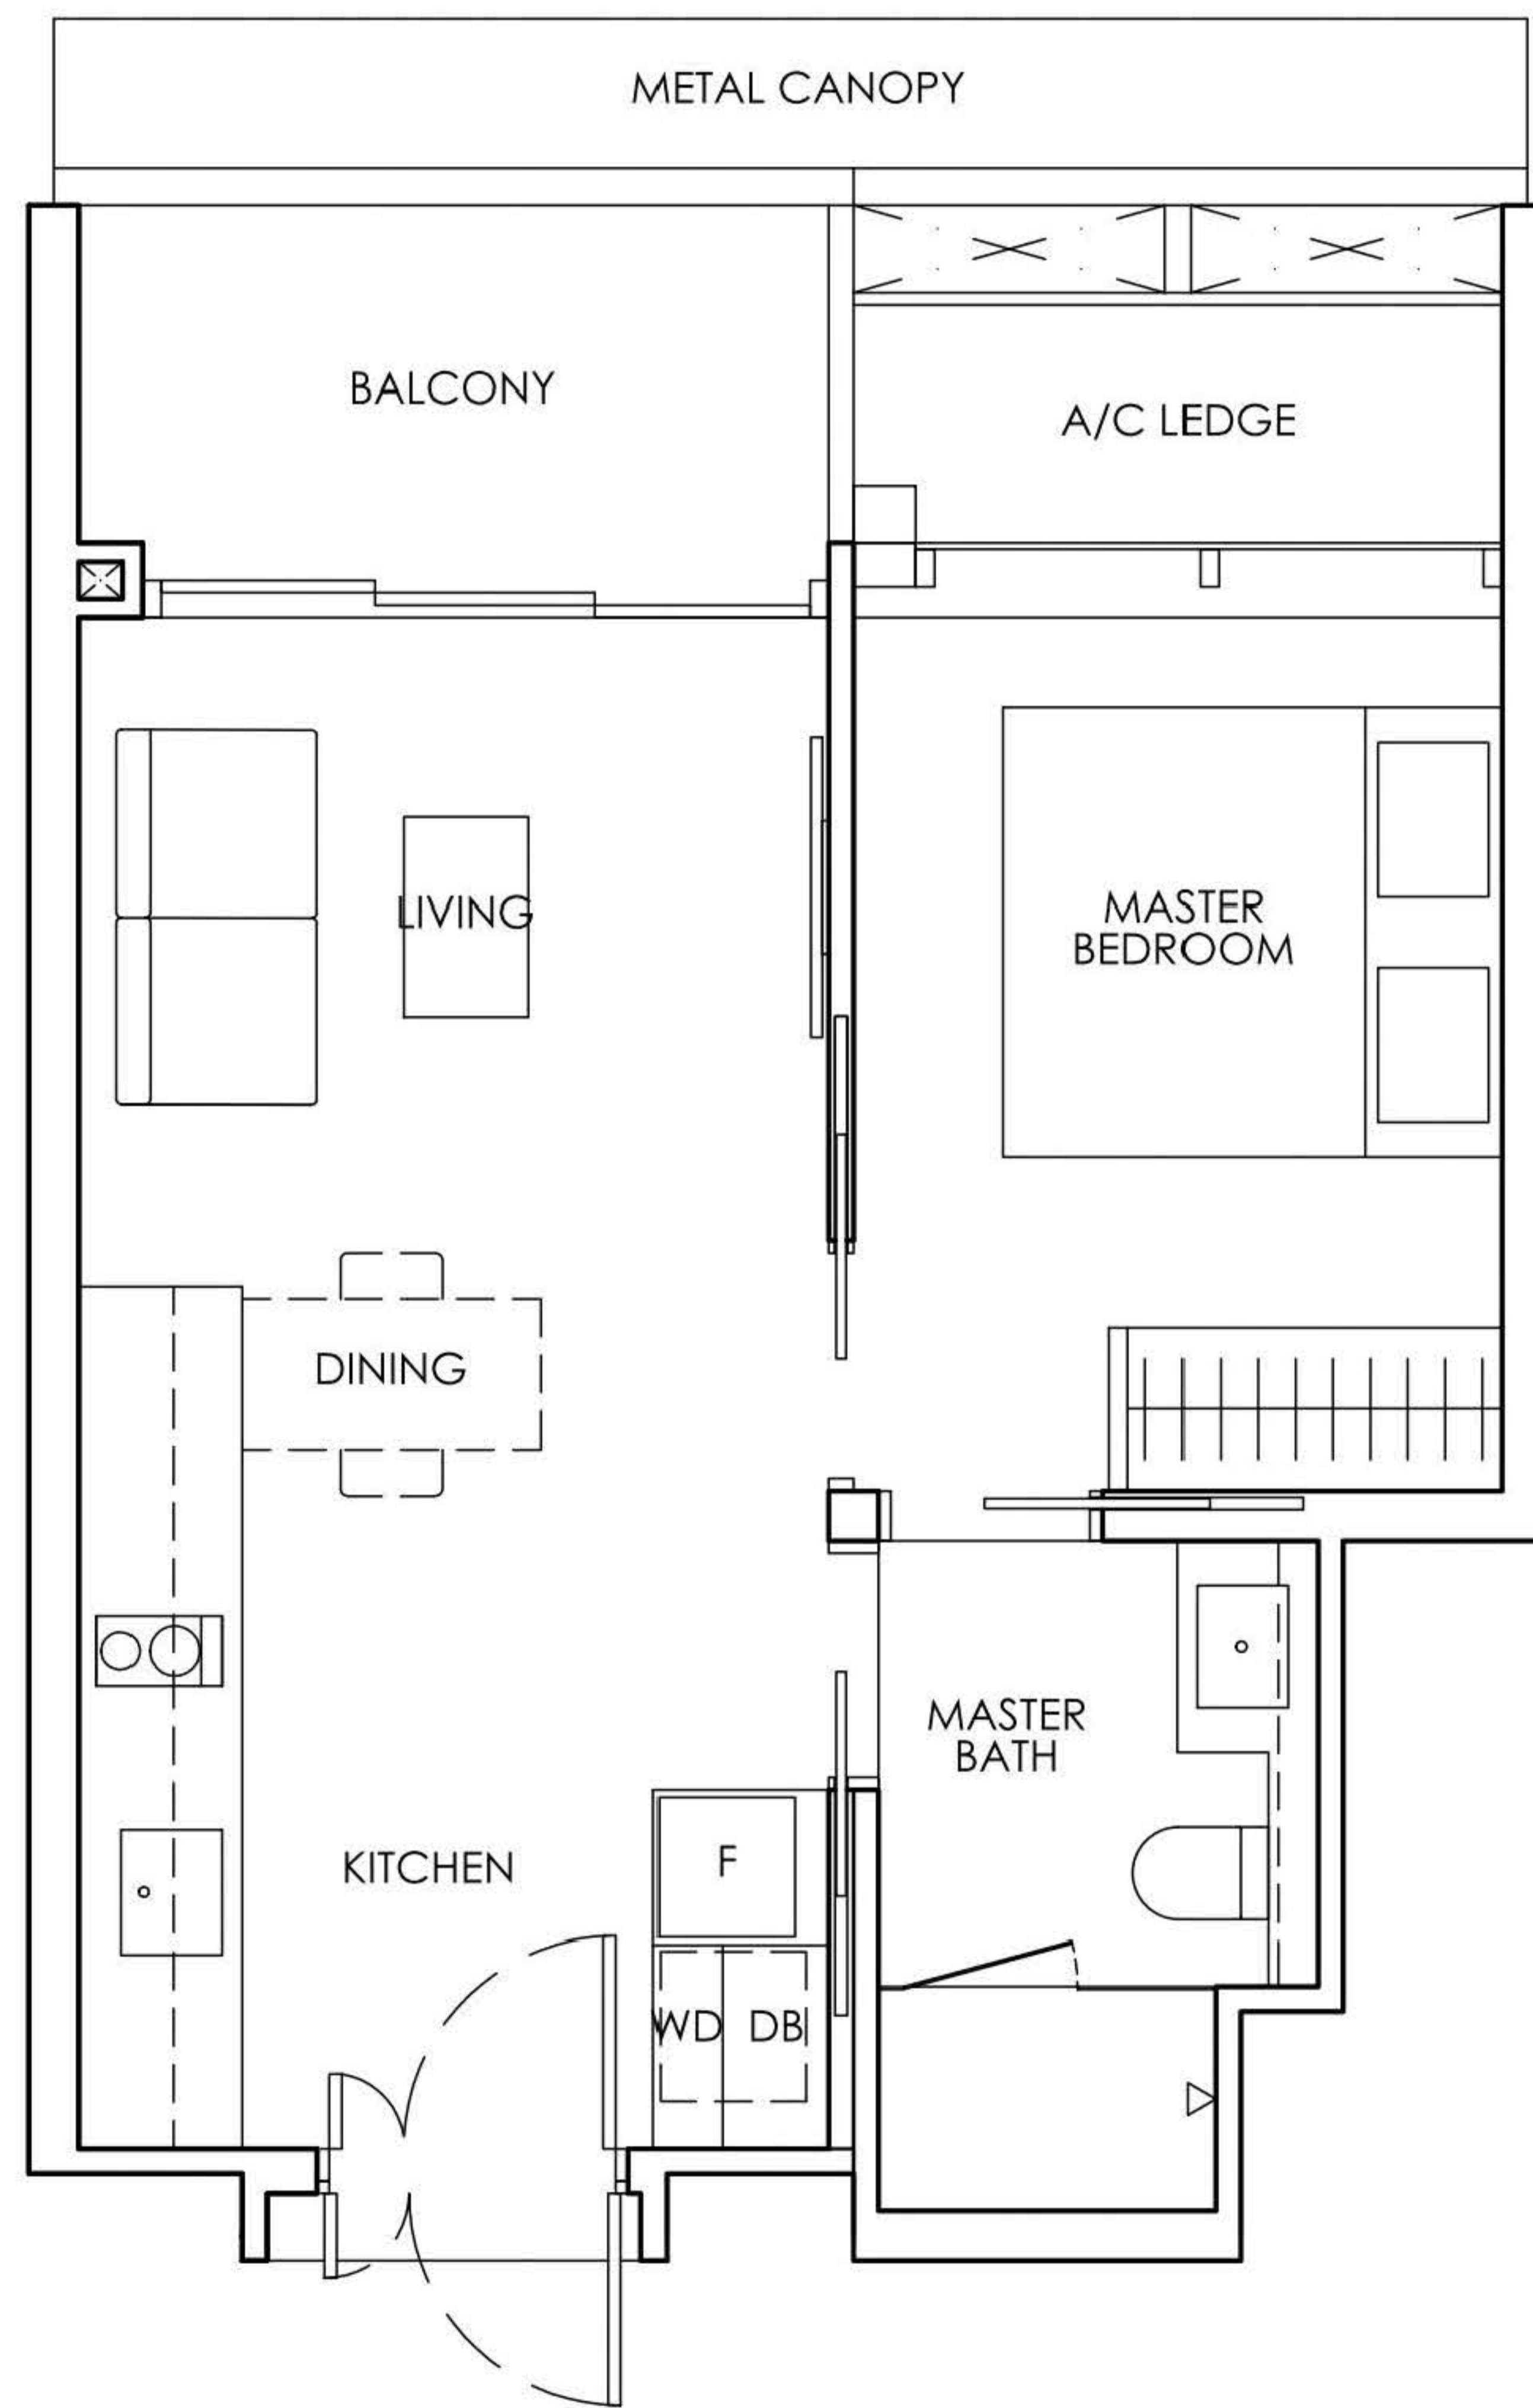 METAL CANOPY
BALCONY
A/C LEDGE
LIVING
MASTER
BEDROOM
DINING
MASTER
BATH
KITCHEN
F
WD DB